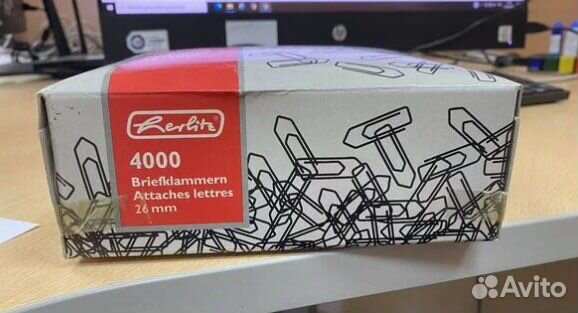 herlitz
4000
Briefklammern
Attaches lettres
26 mm
hp
Avito